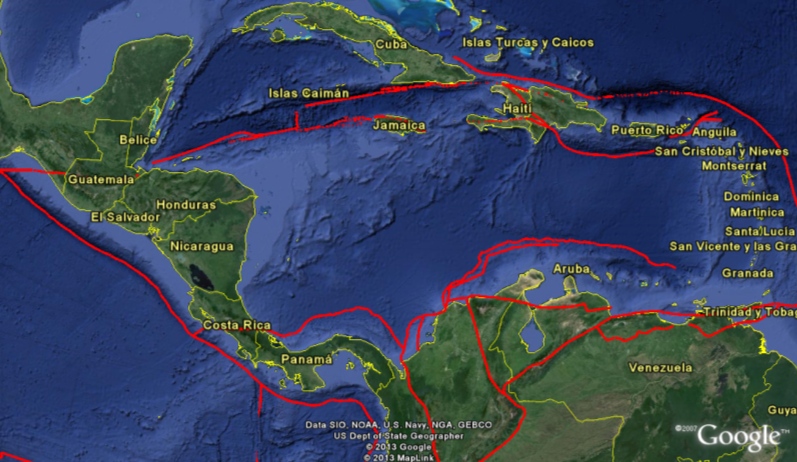 Cuba
Islas Turcas y Caicos
Islas Caimán
Haití
Belice
Jamaica
Puerto Rico
Anguila
San Cristóbal y Nieves
Montserrat
Guatemala
Honduras
El Salvador
Dominica
Martinica
Santa Lucía
San Vicente y las Gra
Nicaragua
Aruba
Granada
Costa Rica
Trinidad y Tobag
Panamá
Venezuela
Guya
Data SIO, NOAA, U.S. Navy, NGA, GEBCO
US Dept of State Geographer
© 2013 Google
© 2013 MapLink
©2007 Google™